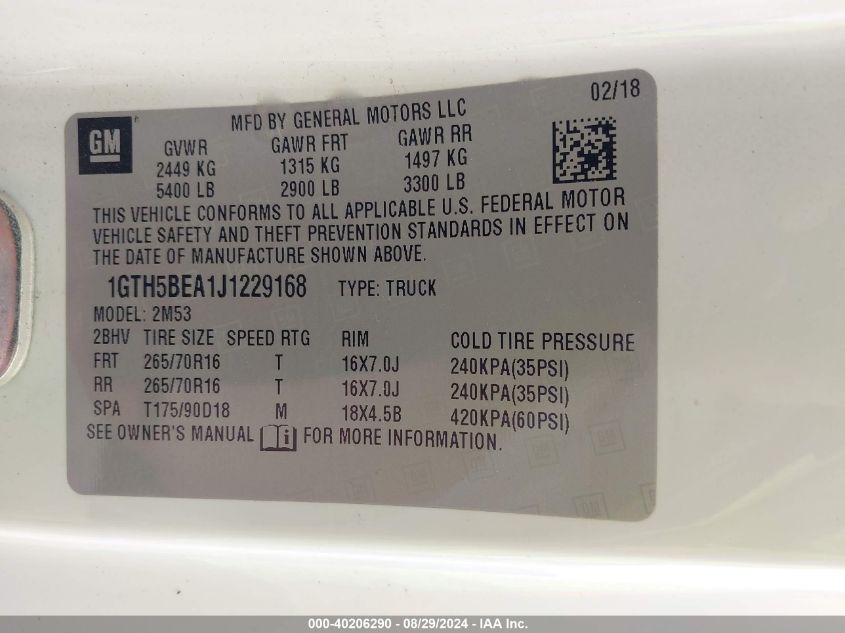 02/18
GM
MFD BY GENERAL MOTORS LLC
GVWR GAWR FRT GAWR RR
2449 KG 1315 KG 1497 KG
5400 LB 2900 LB 3300 LB
THIS VEHICLE CONFORMS TO ALL APPLICABLE U.S. FEDERAL MOTOR
VEHICLE SAFETY AND THEFT PREVENTION STANDARDS IN EFFECT ON
THE DATE OF MANUFACTURE SHOWN ABOVE.
1GTH5BEA1J1229168 TYPE: TRUCK
MODEL: 2M53
2BHV TIRE SIZE SPEED RTG RIM COLD TIRE PRESSURE
FRT 265/70R16 T 16X7.0J 240KPA(35PSI)
RR 265/70R16 T 16X7.0J 240KPA(35PSI)
SPA T175/90D18 M 18X4.5B 420KPA(60PSI)
SEE OWNER'S MANUAL FOR MORE INFORMATION.
000-40206290 - 08/29/2024 - IAA Inc.